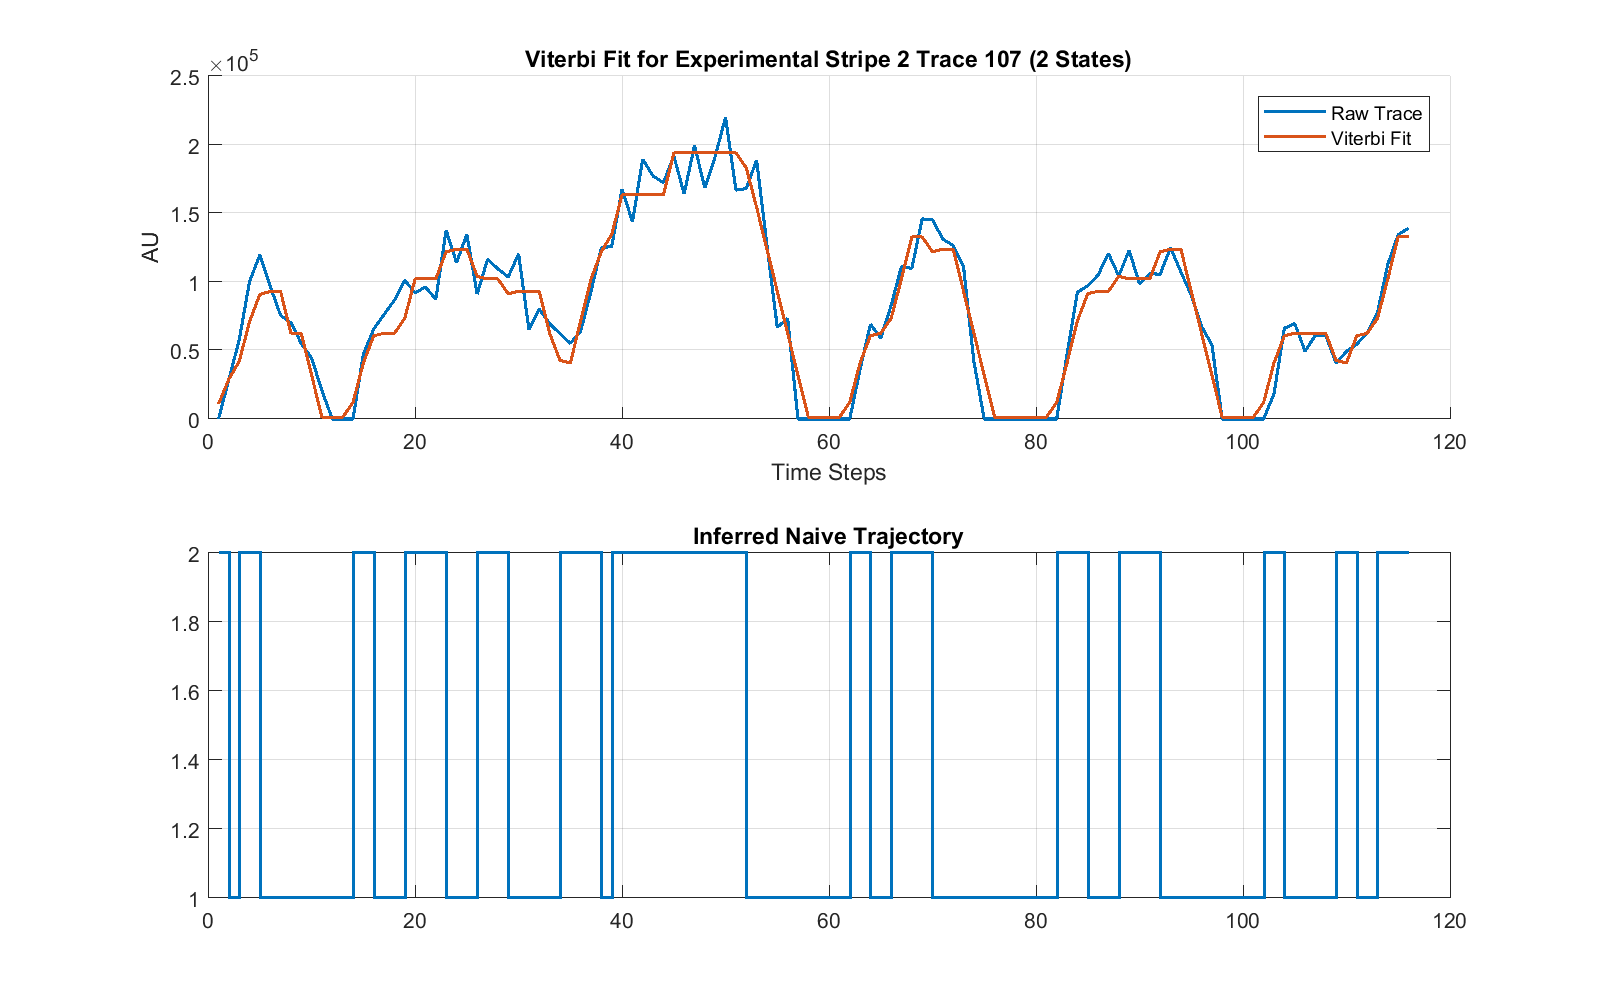 Viterbi Fit for Experimental Stripe 2 Trace 107 (2 States)
×10^5
2.5
2
1.5
1
0.5
0
AU
Raw Trace
Viterbi Fit
0 20 40 60 80 100 120
Time Steps
Inferred Naive Trajectory
2
1.8
1.6
1.4
1.2
1
0 20 40 60 80 100 120